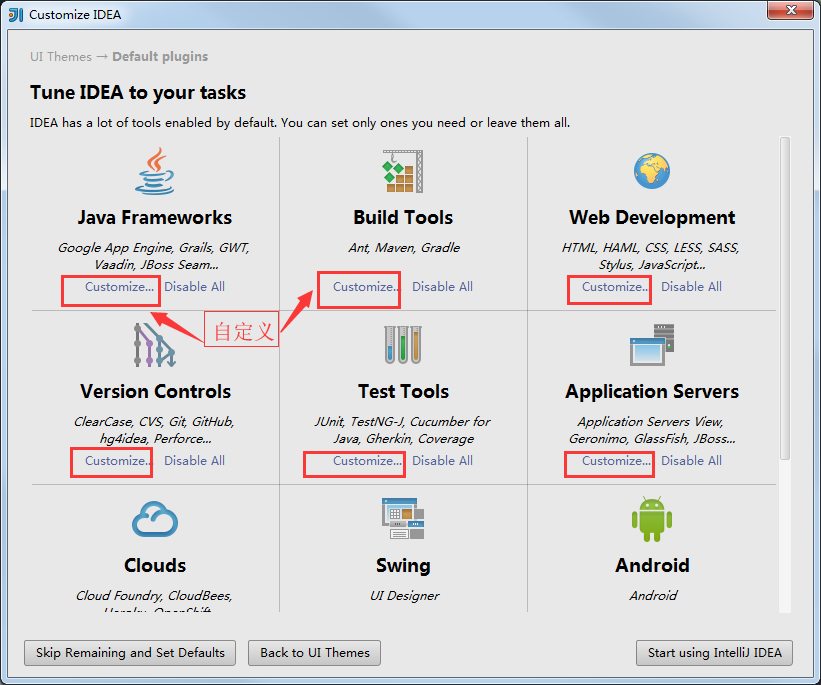 Customize IDEA
UI Themes → Default plugins
Tune IDEA to your tasks
IDEA has a lot of tools enabled by default. You can set only ones you need or leave them all.
Java Frameworks
Google App Engine, Grails, GWT,
Vaadin, JBoss Seam...
Customize... Disable All
Build Tools
Ant, Maven, Gradle
Customize.. Disable All
Web Development
HTML, HAML, CSS, LESS, SASS,
Stylus, JavaScript...
Customize... Disable All
自定义
Version Controls
ClearCase, CVS, Git, GitHub,
hg4idea, Perforce...
Customize... Disable All
Test Tools
JUnit, TestNG-J, Cucumber for
Java, Gherkin, Coverage
Customize... Disable All
Application Servers
Application Servers View,
Geronimo, GlassFish, JBoss...
Customize... Disable All
Clouds
Cloud Foundry, CloudBees,
Heroku, OpenShift
Swing
UI Designer
Android
Android
Skip Remaining and Set Defaults
Back to UI Themes
Start using IntelliJ IDEA